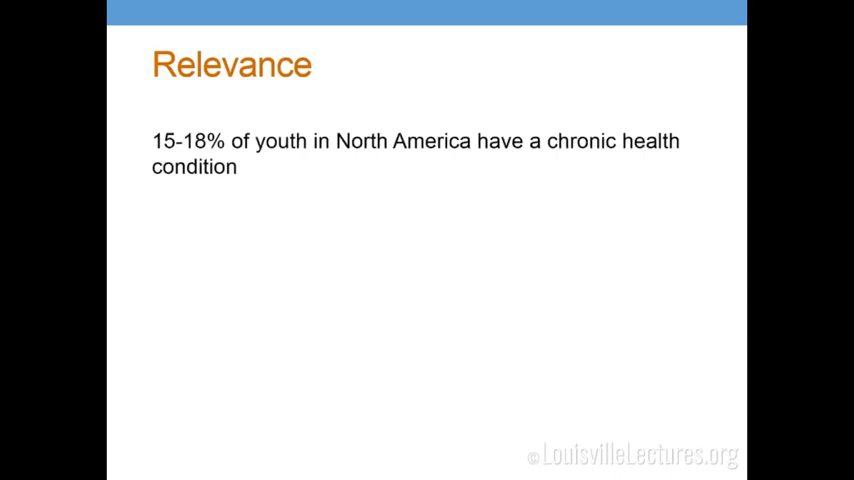 Relevance
15-18% of youth in North America have a chronic health
condition
©LouisvilleLectures.org